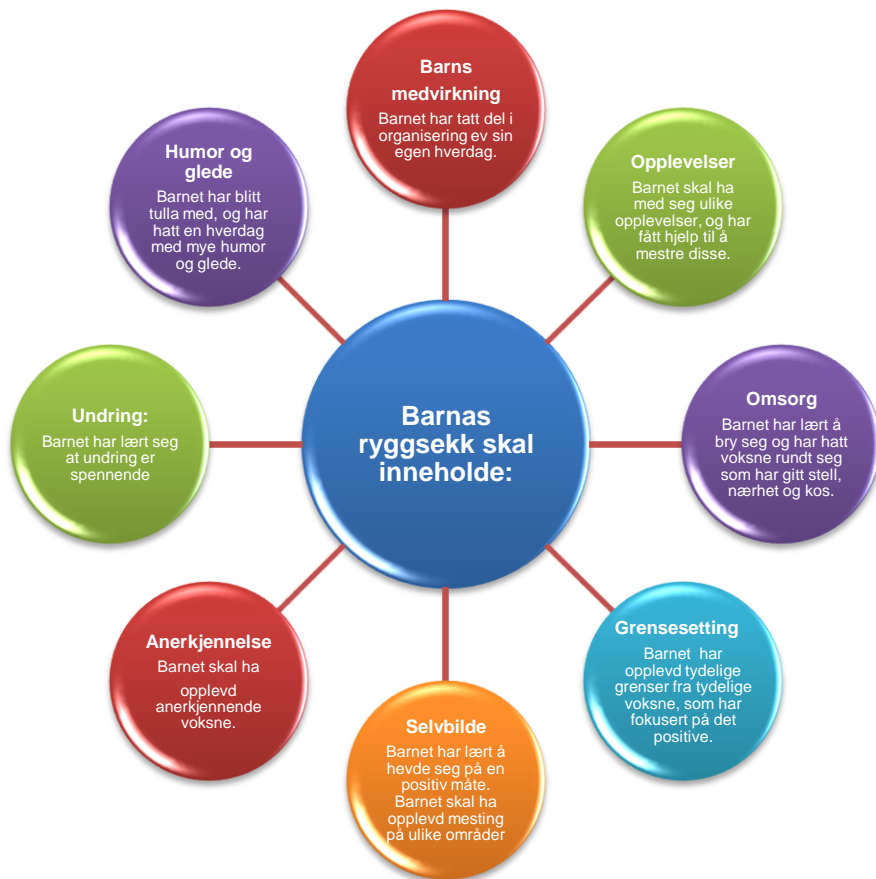 Barns
medvirkning
Barnet har tatt del i
organisering ev sin
egen hverdag.
Opplevelser
Barnet skal ha
med seg ulike
opplevelser, og har
fått hjelp til å
mestre disse.
Omsorg
Barnet har lært å
bry seg og har hatt
voksne rundt seg
som har gitt stell,
nærhet og kos.
Grensesetting
Barnet har
opplevd tydelige
grenser fra tydelige
voksne, som har
fokusert på det
positive.
Selvbilde
Barnet har lært å
hevde seg på en
positiv måte.
Barnet skal ha
opplevd mesting
på ulike områder
Anerkjennelse
Barnet skal ha
opplevd
anerkjennende
voksne.
Undring:
Barnet har lært seg
at undring er
spennende
Humor og
glede
Barnet har blitt
tulla med, og har
hatt en hverdag
med mye humor
og glede.
Barnas
ryggsekk skal
inneholde: